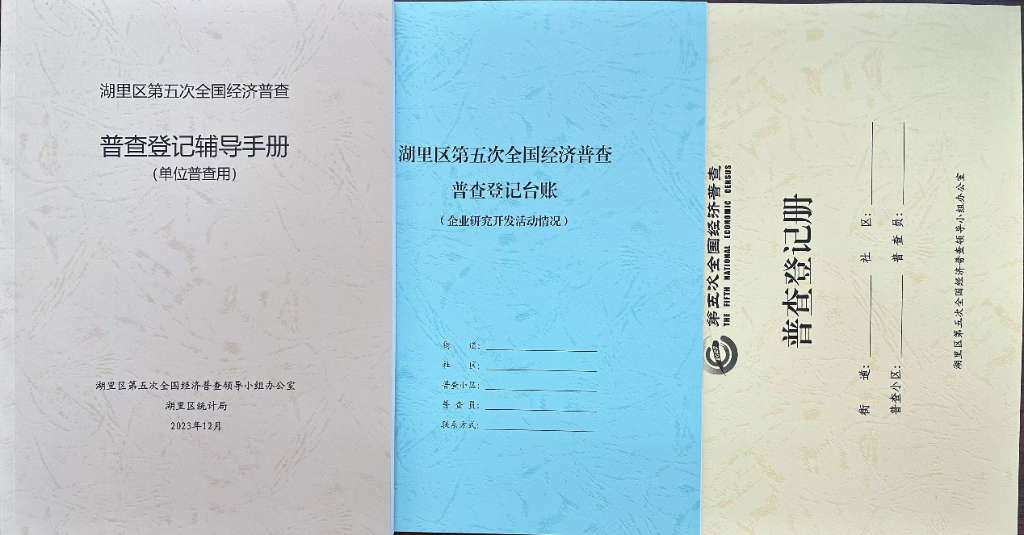 湖里区第五次全国经济普查
普查登记辅导手册
（单位普查用）
湖里区第五次全国经济普查领导小组办公室
湖里区统计局
2023年12月
湖里区第五次全国经济普查
普查登记台账
（企业研究开发活动情况）
街 道：
社 区：
普查小区：
普 查 员：
联系方式：
第五次全国经济普查
THE FIFTH NATIONAL ECONOMIC CENSUS
普查登记册
街 道： 社 区：
普查小区： 普 查 员：
湖里区第五次全国经济普查领导小组办公室